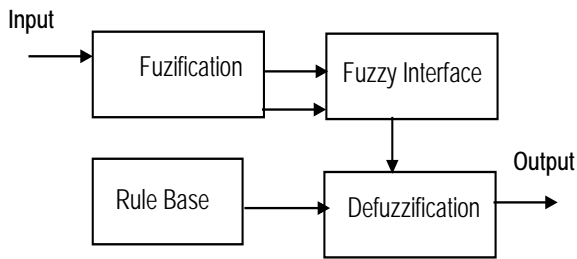 Input
Fuzification
Fuzzy Interface
Rule Base
Defuzzification
Output